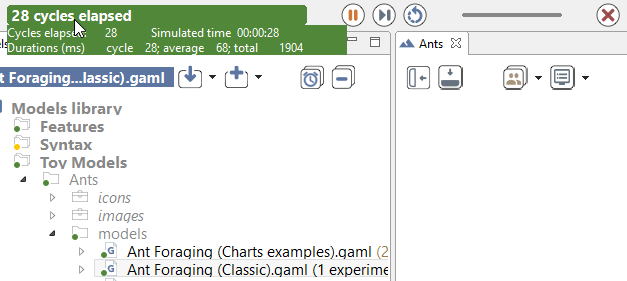 28 cycles elapsed
Cycles elapse 28 Simulated time 00:00:28
Durations (ms) cycle 28; average 68; total 1904
t Foraging...lassic).gaml
Ants
Models library
Features
Syntax
Toy Models
Ants
icons
images
models
Ant Foraging (Charts examples).gaml (2
Ant Foraging (Classic).gaml (1 experime